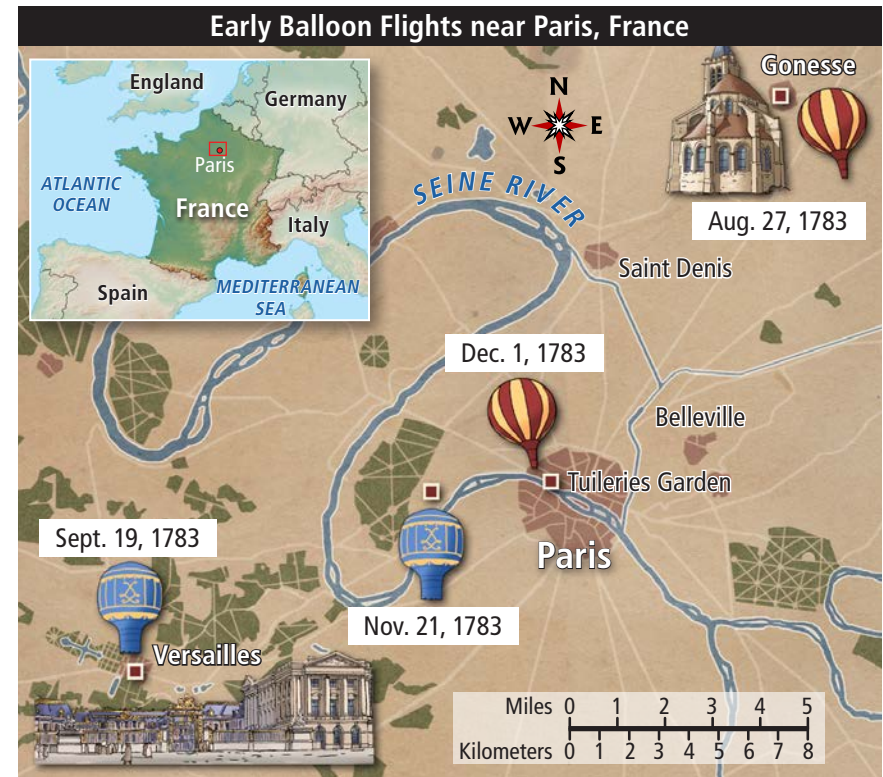 Early Balloon Flights near Paris, France
England
Germany
Paris
ATLANTIC
OCEAN
France
Italy
Spain
MEDITERRANEAN
SEA
N
W E
S
SEINE RIVER
Gonesse
Aug. 27, 1783
Saint Denis
Dec. 1, 1783
Belleville
Tuileries Garden
Paris
Sept. 19, 1783
Nov. 21, 1783
Versailles
Miles 0 1 2 3 4 5
Kilometers 0 1 2 3 4 5 6 7 8